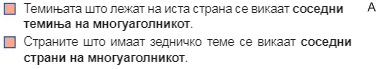 Темињата што лежат на иста страна се викаат соседни
темиња на многуаголникот.
Страните што имаат зедничко теме се викаат соседни
страни на многуаголникот.
А